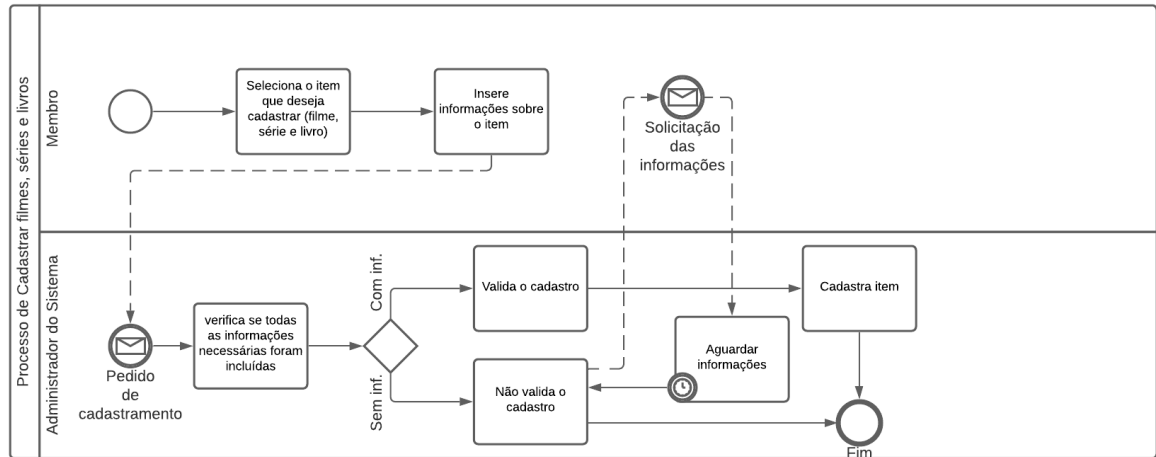 Processo de Cadastrar filmes, séries e livros
Membro
Seleciona o item
que deseja
cadastrar (filme,
série e livro)
Insere
informações sobre
o item
Solicitação
das
informações
Administrador do Sistema
Pedido
de
cadastramento
verifica se todas
as informações
necessárias foram
incluídas
Com inf.
Sem inf.
Valida o cadastro
Não valida o
cadastro
Aguardar
informações
Cadastra item
Fim